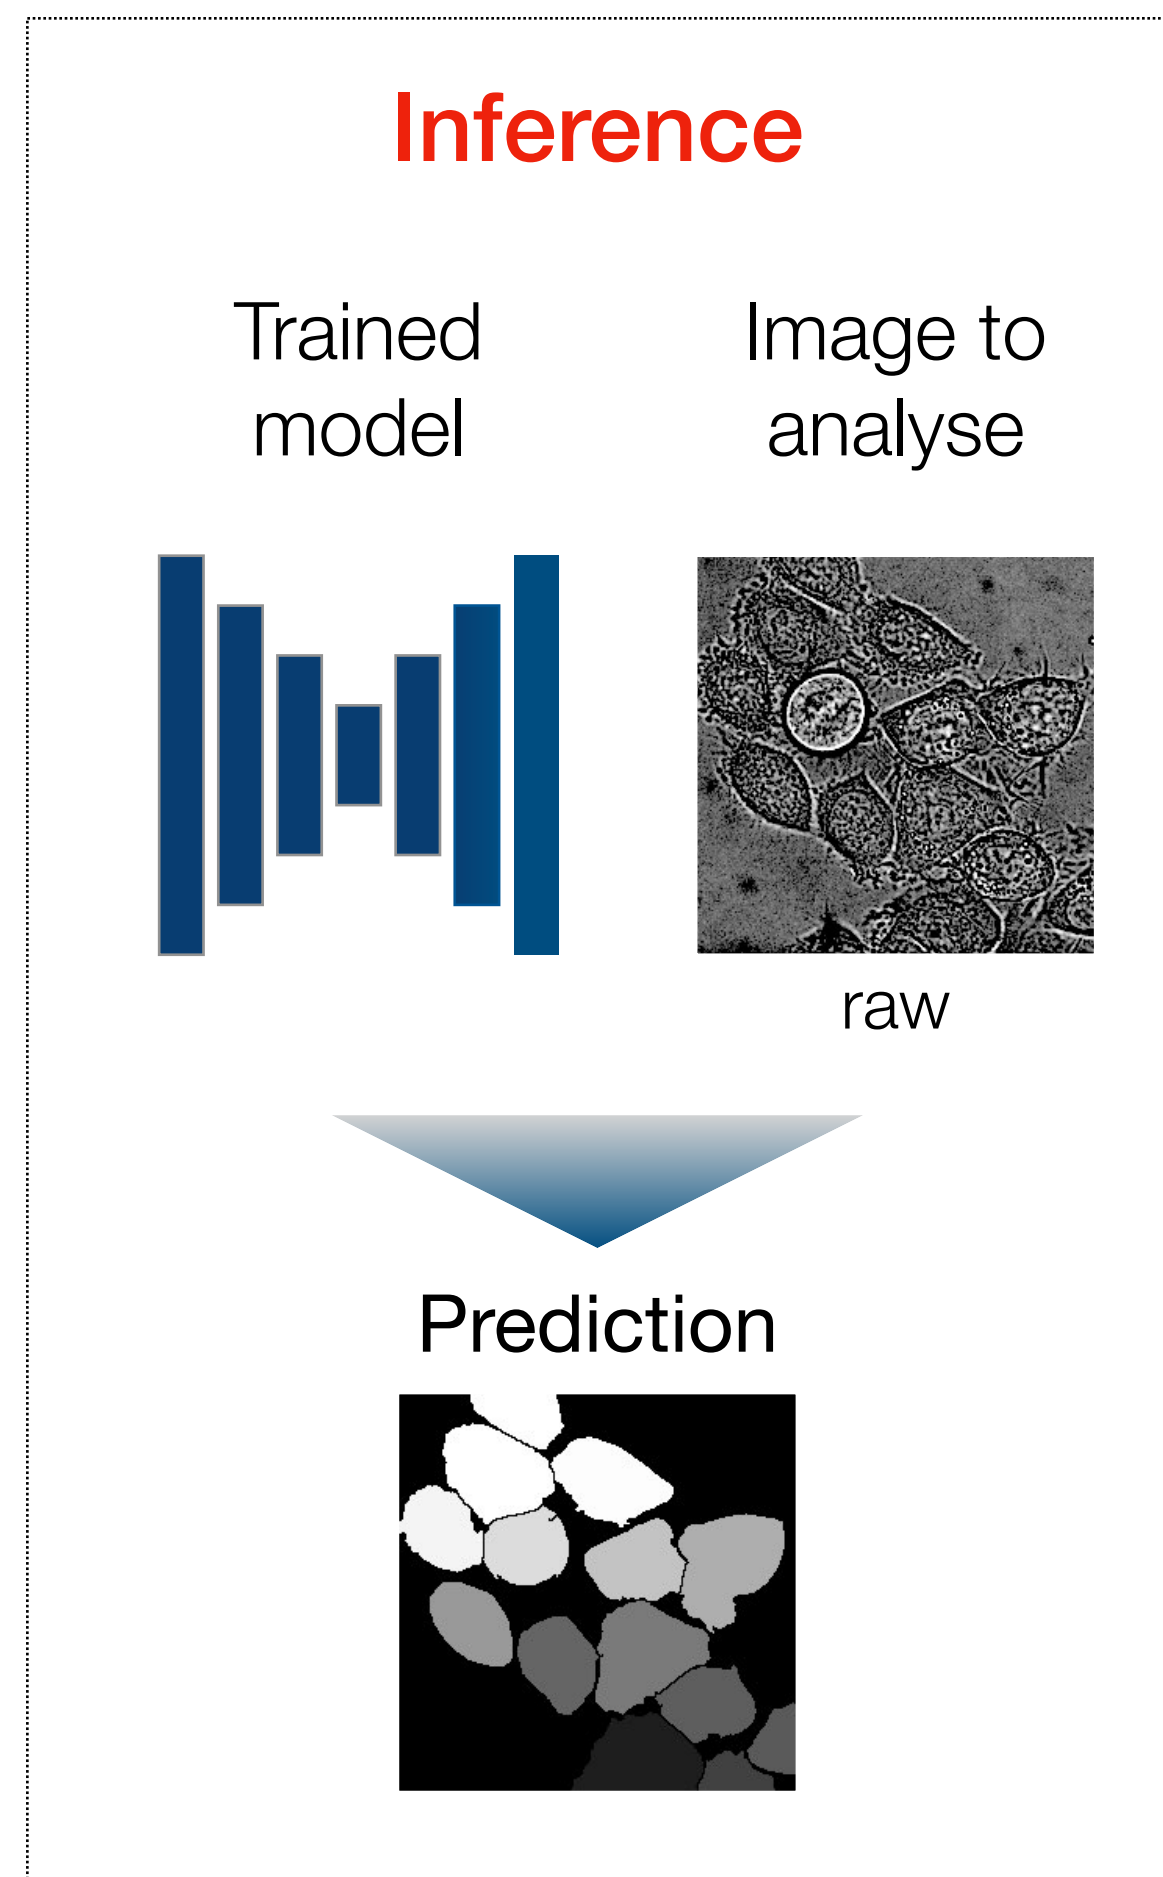 Inference
Trained
model
Image to
analyse
raw
Prediction